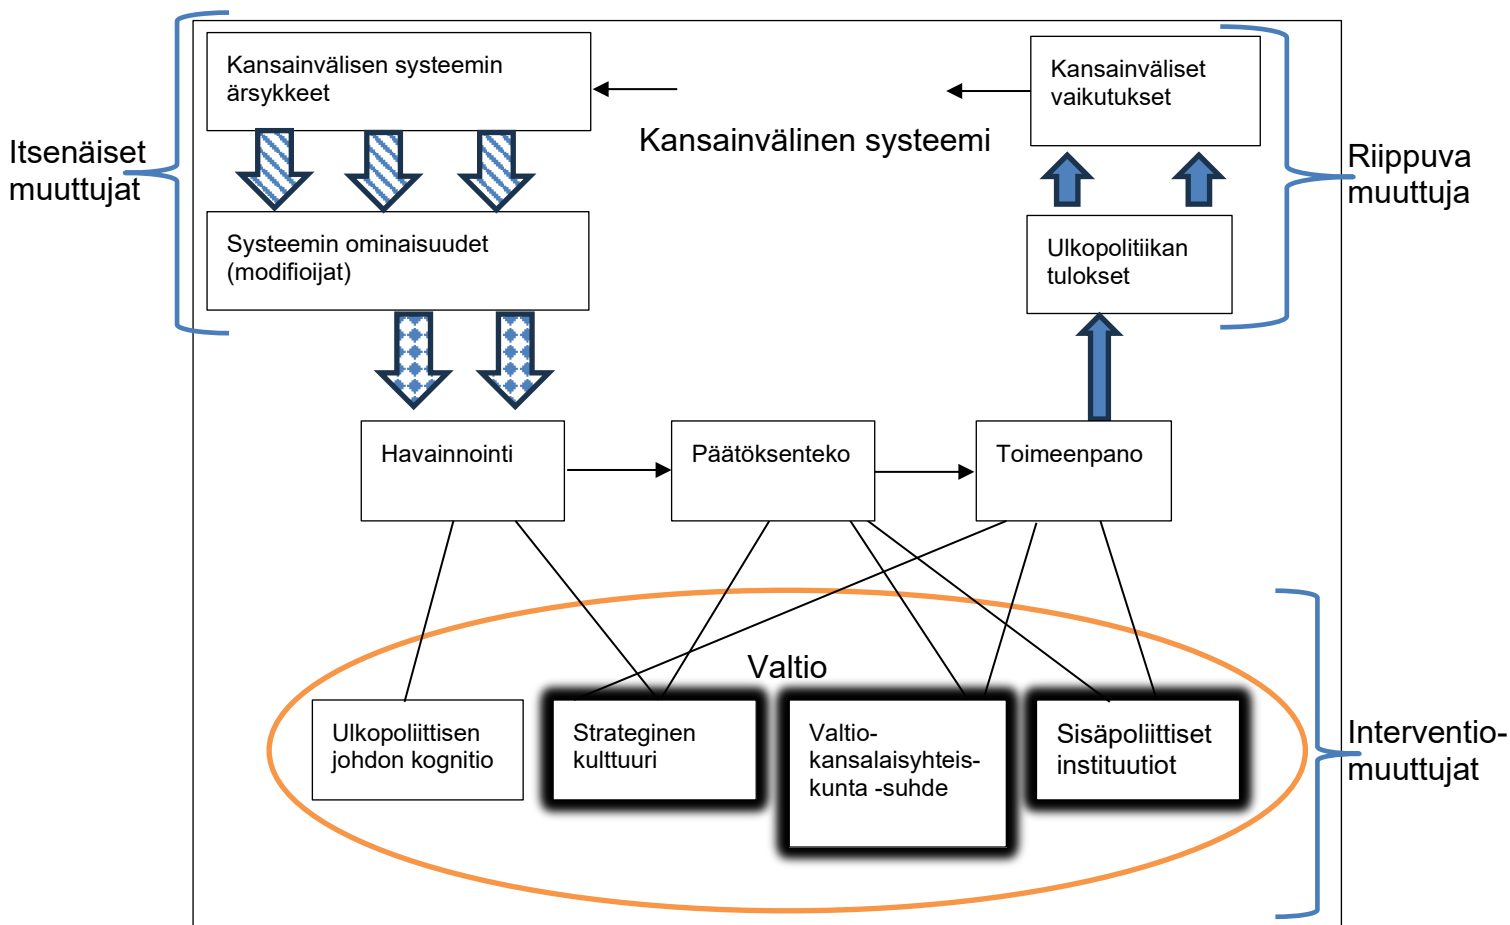 Kansainvälisen systeemin
ärsykkeet
Kansainväliset
vaikutukset
Kansainvälinen systeemi
Itsenäiset
muuttujat
Riippuva
muuttuja
Systeemin ominaisuudet
(modifioijat)
Ulkopolitiikan
tulokset
Havainnointi
Päätöksenteko
Toimeenpano
Valtio
Ulkopoliittisen
johdon kognitio
Strateginen
kulttuuri
Valtio-
kansalaisyhteis-
kunta -suhde
Sisäpoliittiset
instituutiot
Interventio-
muuttujat